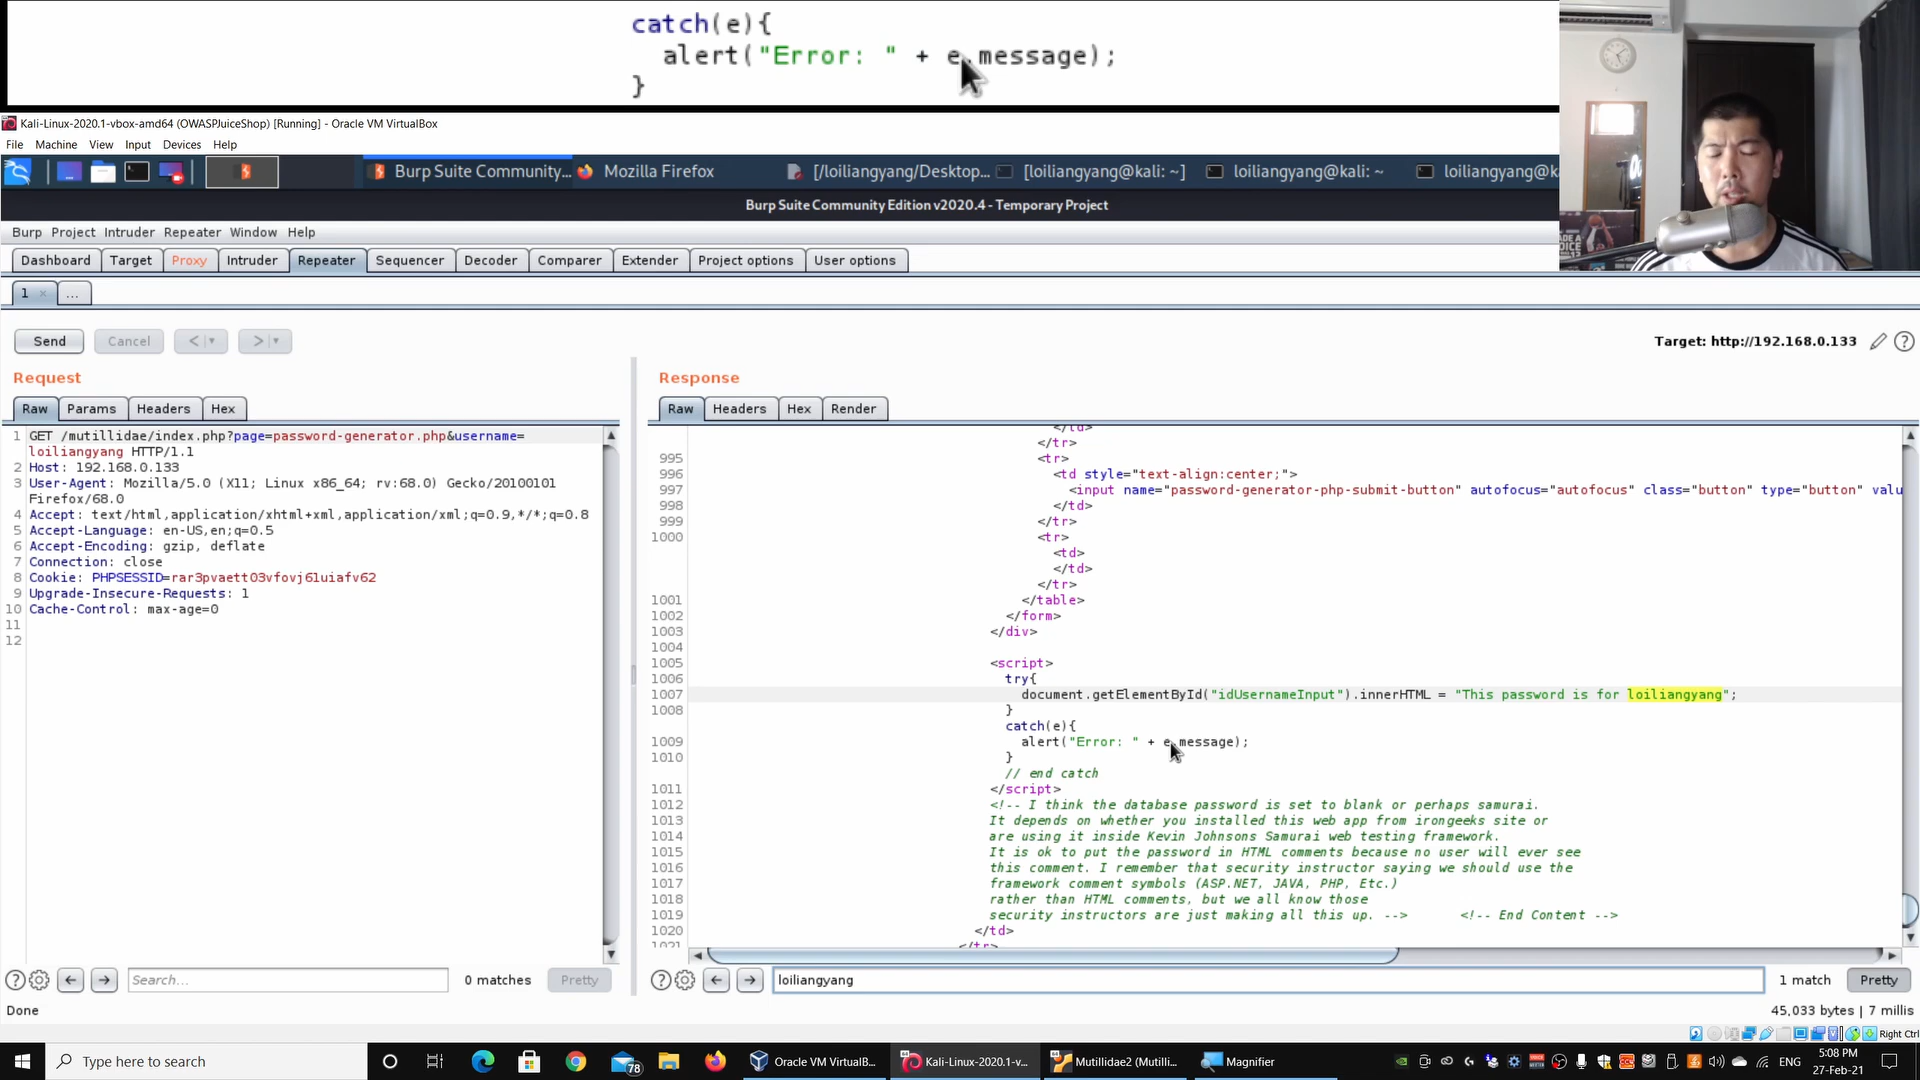 catch(e){
alert("Error: " + e.message);
}
Kali-Linux-2020.1-vbox-amd64 (OWASPJuiceShop) [Running] - Oracle VM VirtualBox
File Machine View Input Devices Help
Burp Suite Community... Mozilla Firefox [/loiliangyang/Desktop... [loiliangyang@kali: ~] loiliangyang@kali: ~ loiliangyang@ka
Burp Suite Community Edition v2020.4 - Temporary Project
Burp Project Intruder Repeater Window Help
Dashboard Target Proxy Intruder Repeater Sequencer Decoder Comparer Extender Project options User options
1 × ...
Send Cancel < > Target: http://192.168.0.133
Request
Raw Params Headers Hex
1 GET /mutillidae/index.php?page=password-generator.php&username=
loiliangyang HTTP/1.1
2 Host: 192.168.0.133
3 User-Agent: Mozilla/5.0 (X11; Linux x86_64; rv:68.0) Gecko/20100101
Firefox/68.0
4 Accept: text/html,application/xhtml+xml,application/xml;q=0.9,*/*;q=0.8
5 Accept-Language: en-US,en;q=0.5
6 Accept-Encoding: gzip, deflate
7 Connection: close
8 Cookie: PHPSESSID=rar3pvaett03vfovj61uiafv62
9 Upgrade-Insecure-Requests: 1
10 Cache-Control: max-age=0
11
12
Response
Raw Headers Hex Render
</td>
</tr>
995 <tr>
996 <td style="text-align:center;">
997 <input name="password-generator-php-submit-button" autofocus="autofocus" class="button" type="button" valu
998 </td>
999 </tr>
1000 <tr>
<td>
</td>
</tr>
1001 </table>
1002 </form>
1003 </div>
1004
1005 <script>
1006 try{
1007 document.getElementById("idUsernameInput").innerHTML = "This password is for loiliangyang";
1008 }
catch(e){
1009 alert("Error: " + e.message);
1010 }
// end catch
1011 </script>
1012 <!-- I think the database password is set to blank or perhaps samurai.
1013 It depends on whether you installed this web app from irongeeks site or
1014 are using it inside Kevin Johnsons Samurai web testing framework.
1015 It is ok to put the password in HTML comments because no user will ever see
1016 this comment. I remember that security instructor saying we should use the
1017 framework comment symbols (ASP.NET, JAVA, PHP, Etc.)
1018 rather than HTML comments, but we all know those
1019 security instructors are just making all this up. --> <!-- End Content -->
1020 </td>
1021 </tr>
Search... 0 matches Pretty
loiliangyang 1 match Pretty
Done 45,033 bytes | 7 millis
Right Ctrl
Type here to search 78 Oracle VM VirtualB... Kali-Linux-2020.1-v... Mutillidae2 (Mutilli... Magnifier ENG 5:08 PM
27-Feb-21